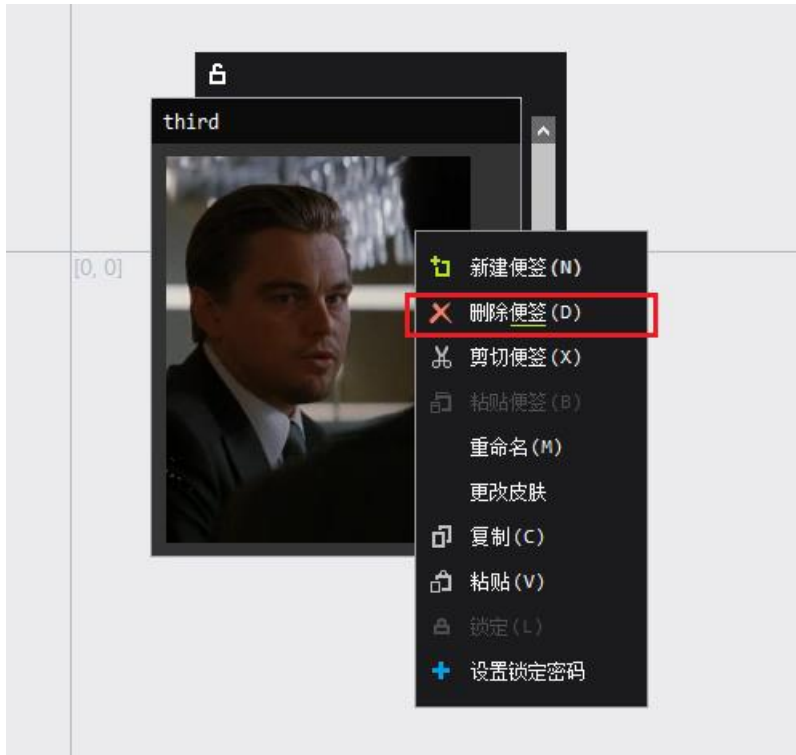 third
[0, 0]
新建便签(N)
删除便签(D)
剪切便签(X)
粘贴便签(B)
重命名(M)
更改皮肤
复制(C)
粘贴(V)
锁定(L)
设置锁定密码